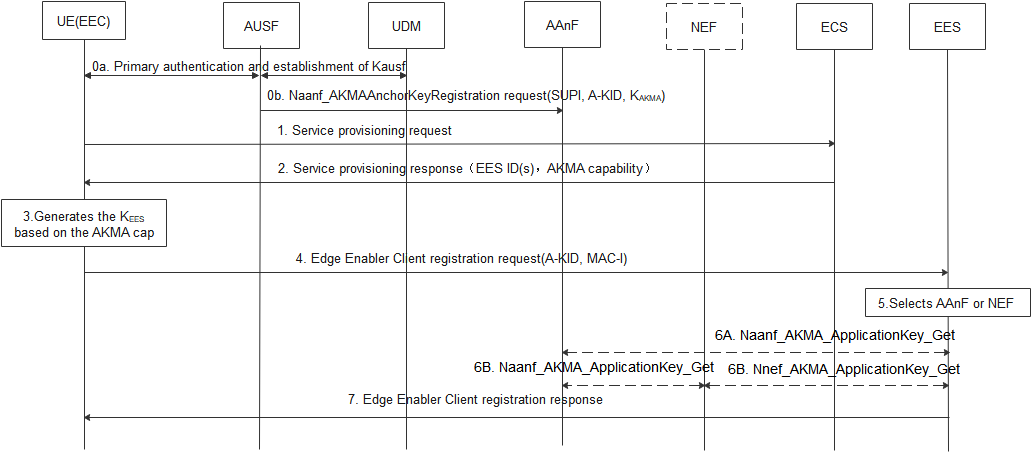 UE(EEC)
AUSF
UDM
AAnF
NEF
ECS
EES
0a. Primary authentication and establishment of Kausf
0b. Naanf_AKMAAnchorKeyRegistration request(SUPI, A-KID, KAKMA)
1. Service provisioning request
2. Service provisioning response（EES ID(s)，AKMA capability）
3.Generates the KEES
based on the AKMA cap
4. Edge Enabler Client registration request(A-KID, MAC-I)
5.Selects AAnF or NEF
6A. Naanf_AKMA_ApplicationKey_Get
6B. Naanf_AKMA_ApplicationKey_Get
6B. Nnef_AKMA_ApplicationKey_Get
7. Edge Enabler Client registration response